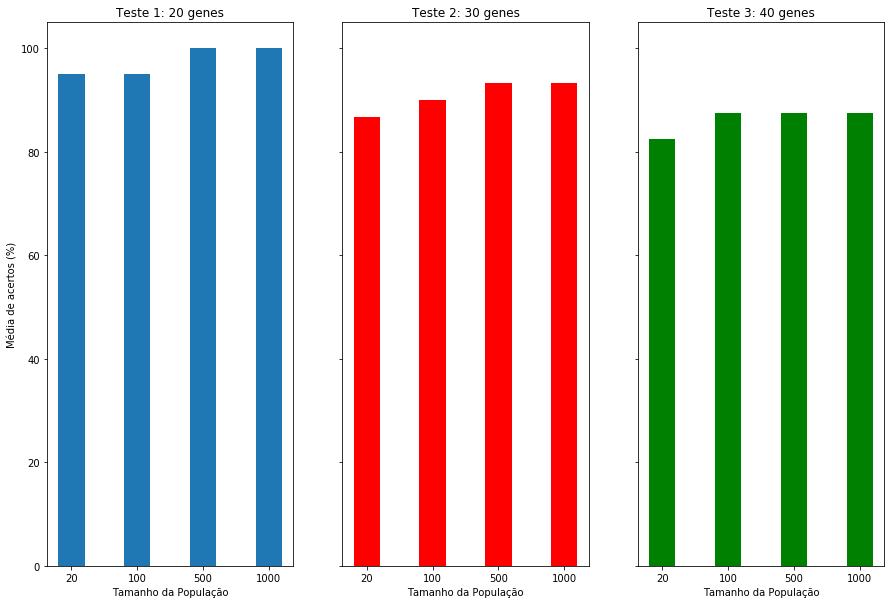 Teste 1: 20 genes
Teste 2: 30 genes
Teste 3: 40 genes
Média de acertos (%)
100
80
60
40
20
0
20 100 500 1000
20 100 500 1000
20 100 500 1000
Tamanho da População
Tamanho da População
Tamanho da População